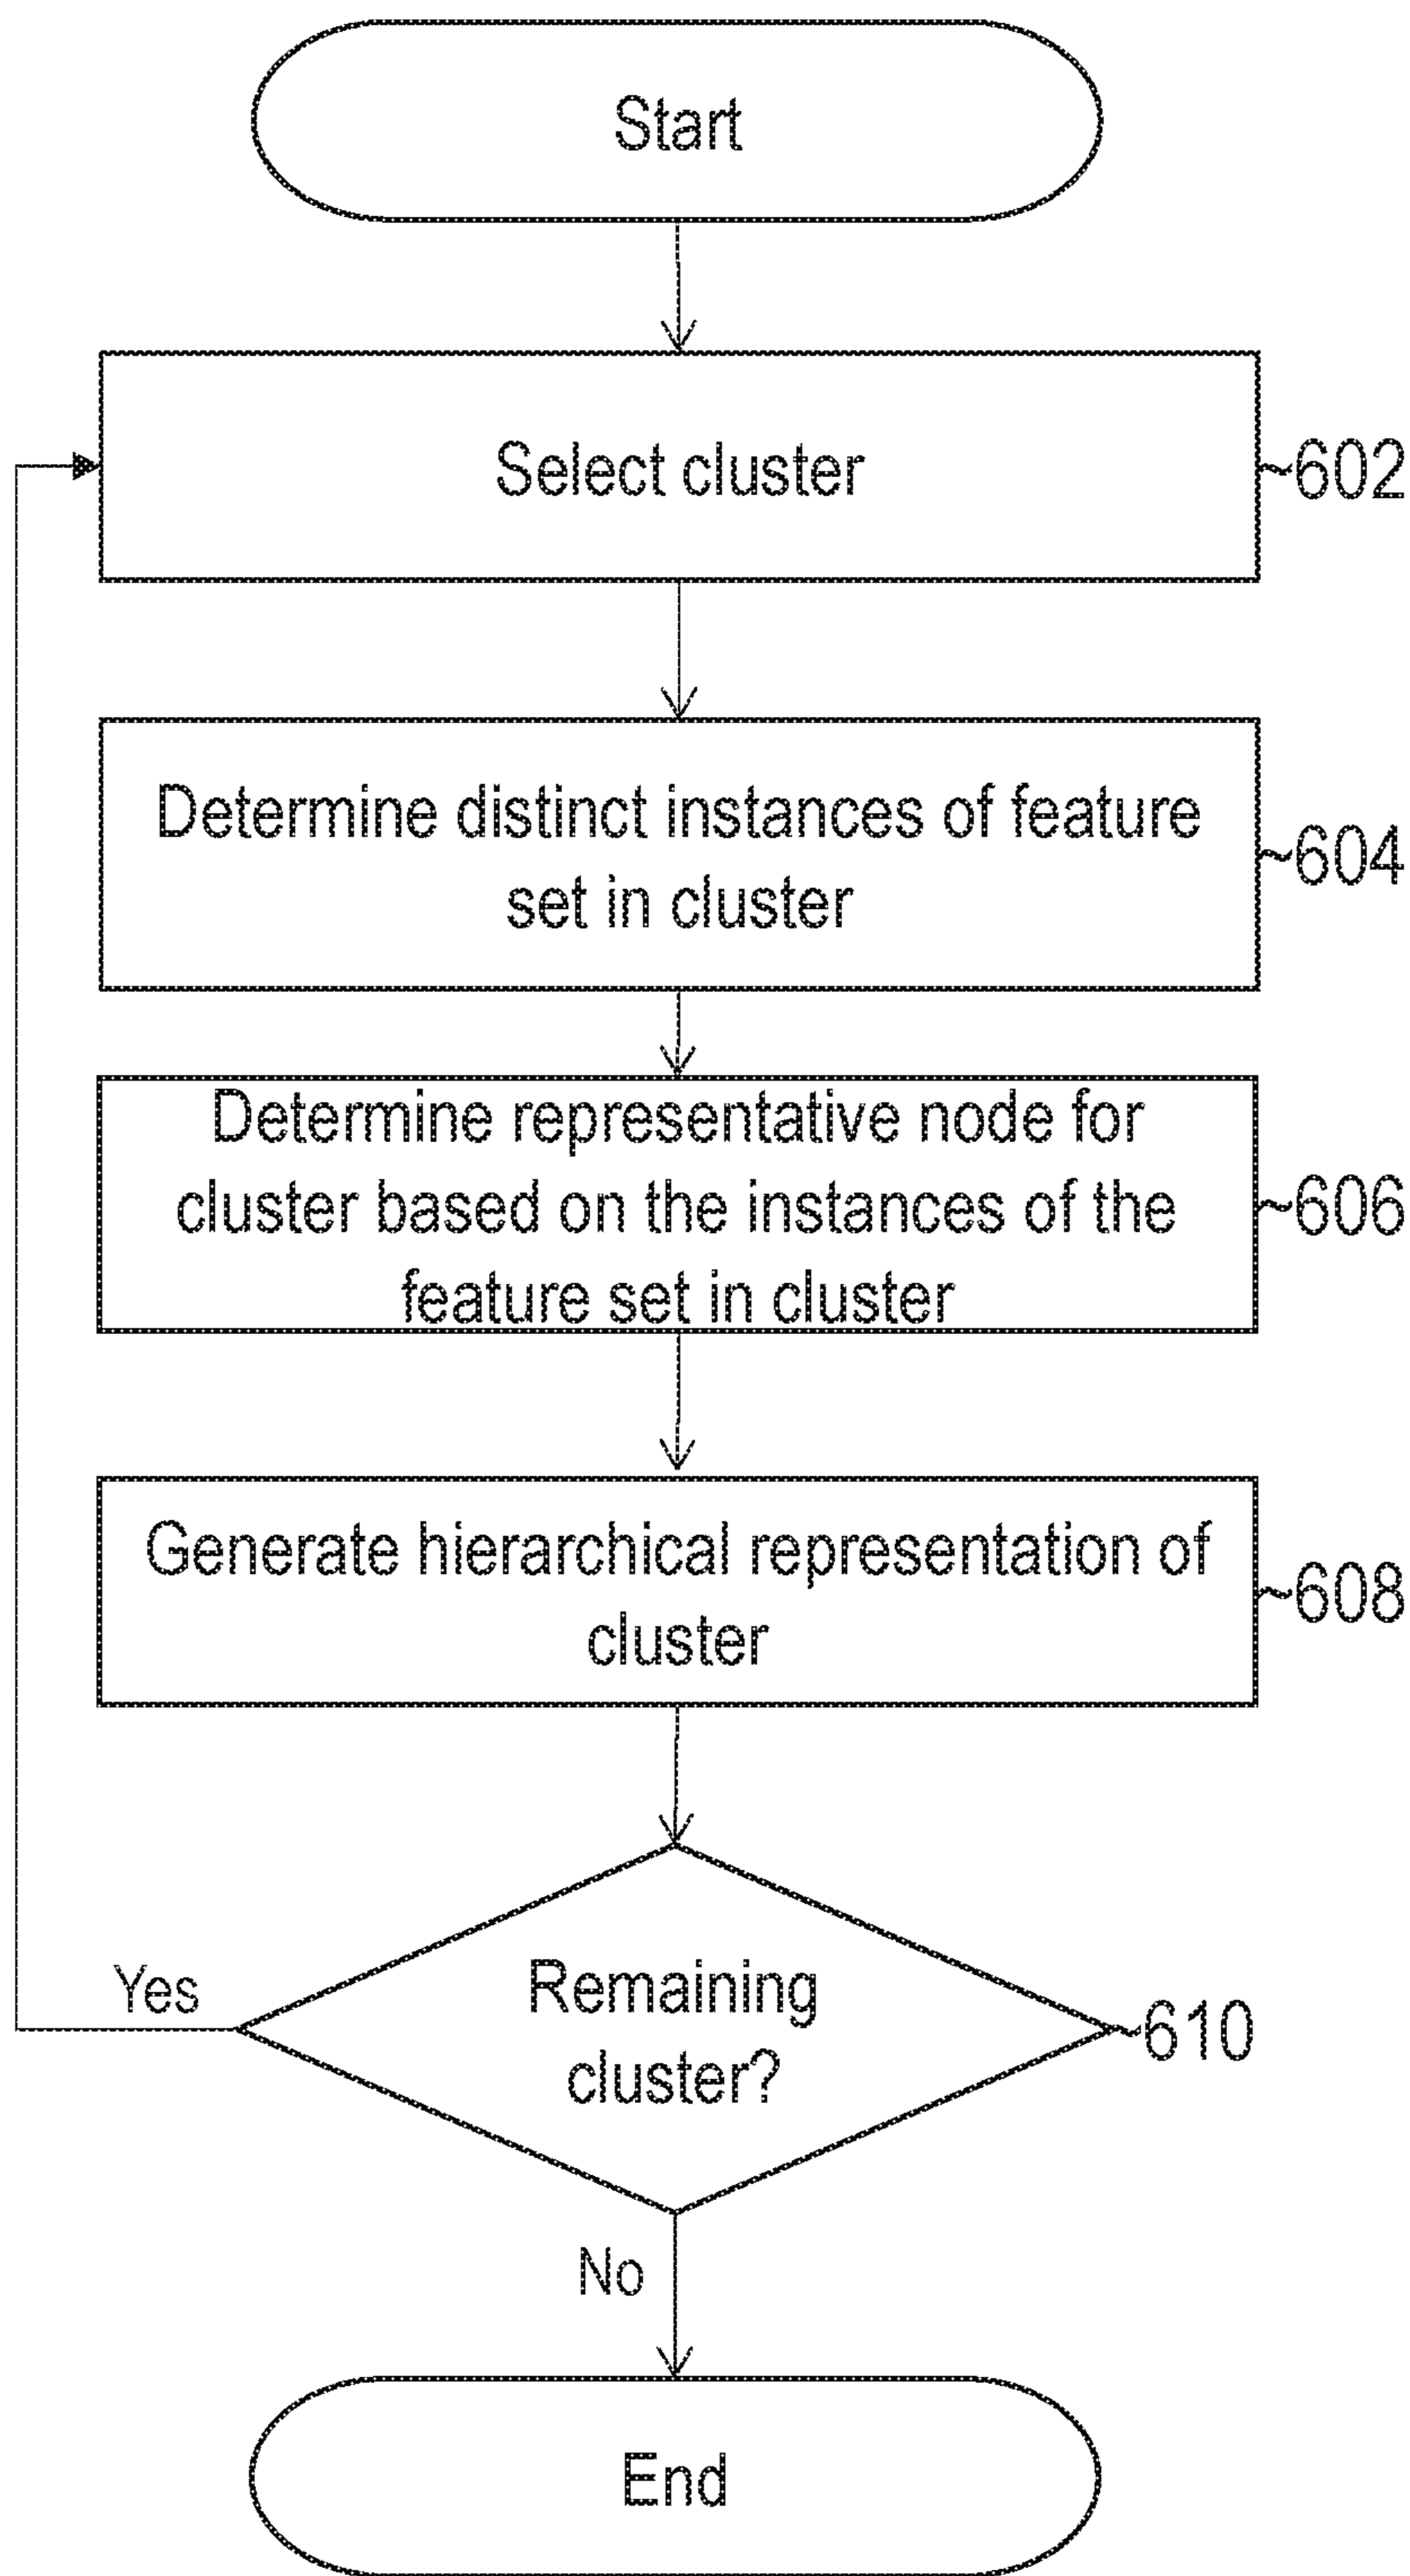 Start
Select cluster
~602
Determine distinct instances of feature
set in cluster
~604
Determine representative node for
cluster based on the instances of the
feature set in cluster
~606
Generate hierarchical representation of
cluster
~608
Remaining
cluster?
~610
Yes
No
End